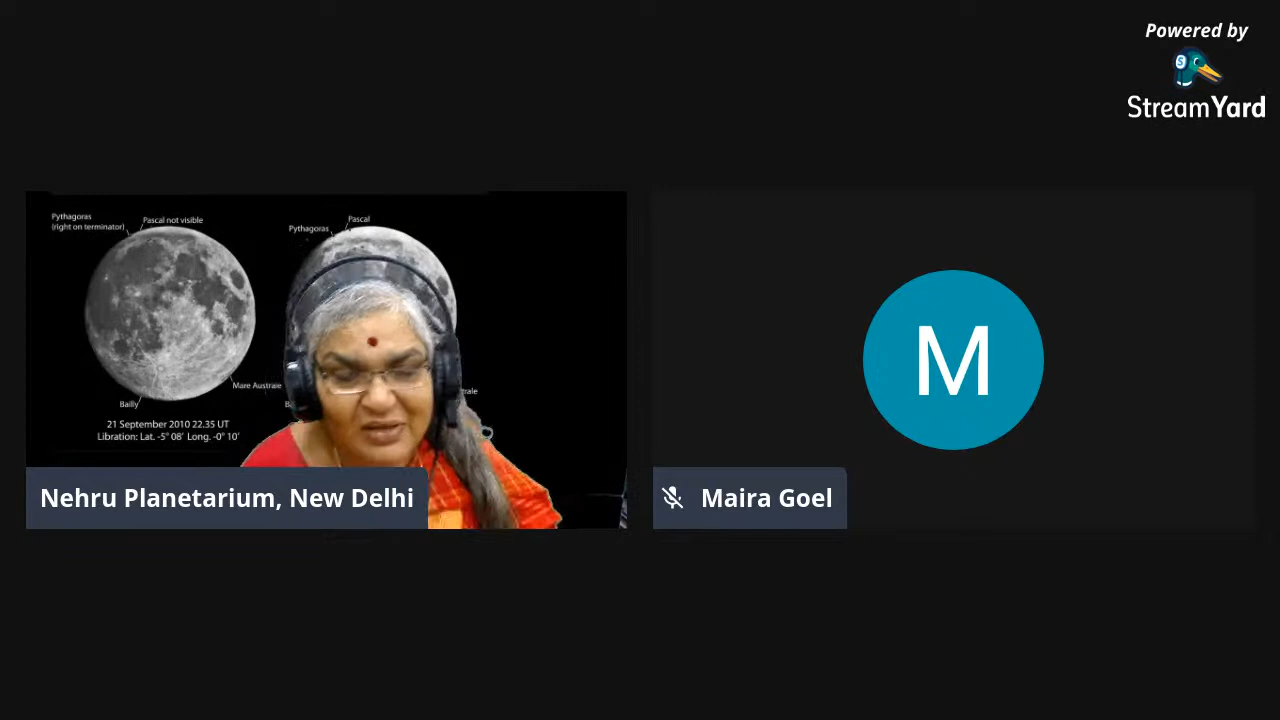 Powered by
StreamYard
Pythagoras
(right on terminator)
Pascal not visible
Pascal
Pythagoras
Mare Australe
Bailly
21 September 2010 22.35 UT
Libration: Lat. -5° 08' Long. -0° 10'
Nehru Planetarium, New Delhi
M
Maira Goel